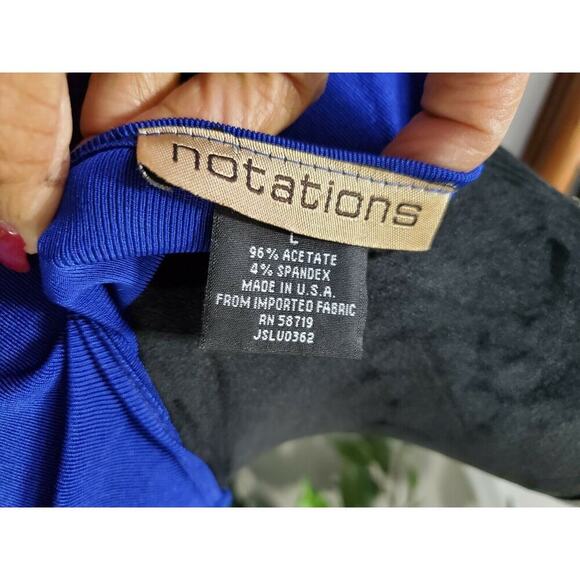 notations
L
96% ACETATE
4% SPANDEX
MADE IN U.S.A.
FROM IMPORTED FABRIC
RN 58719
JSLU0362